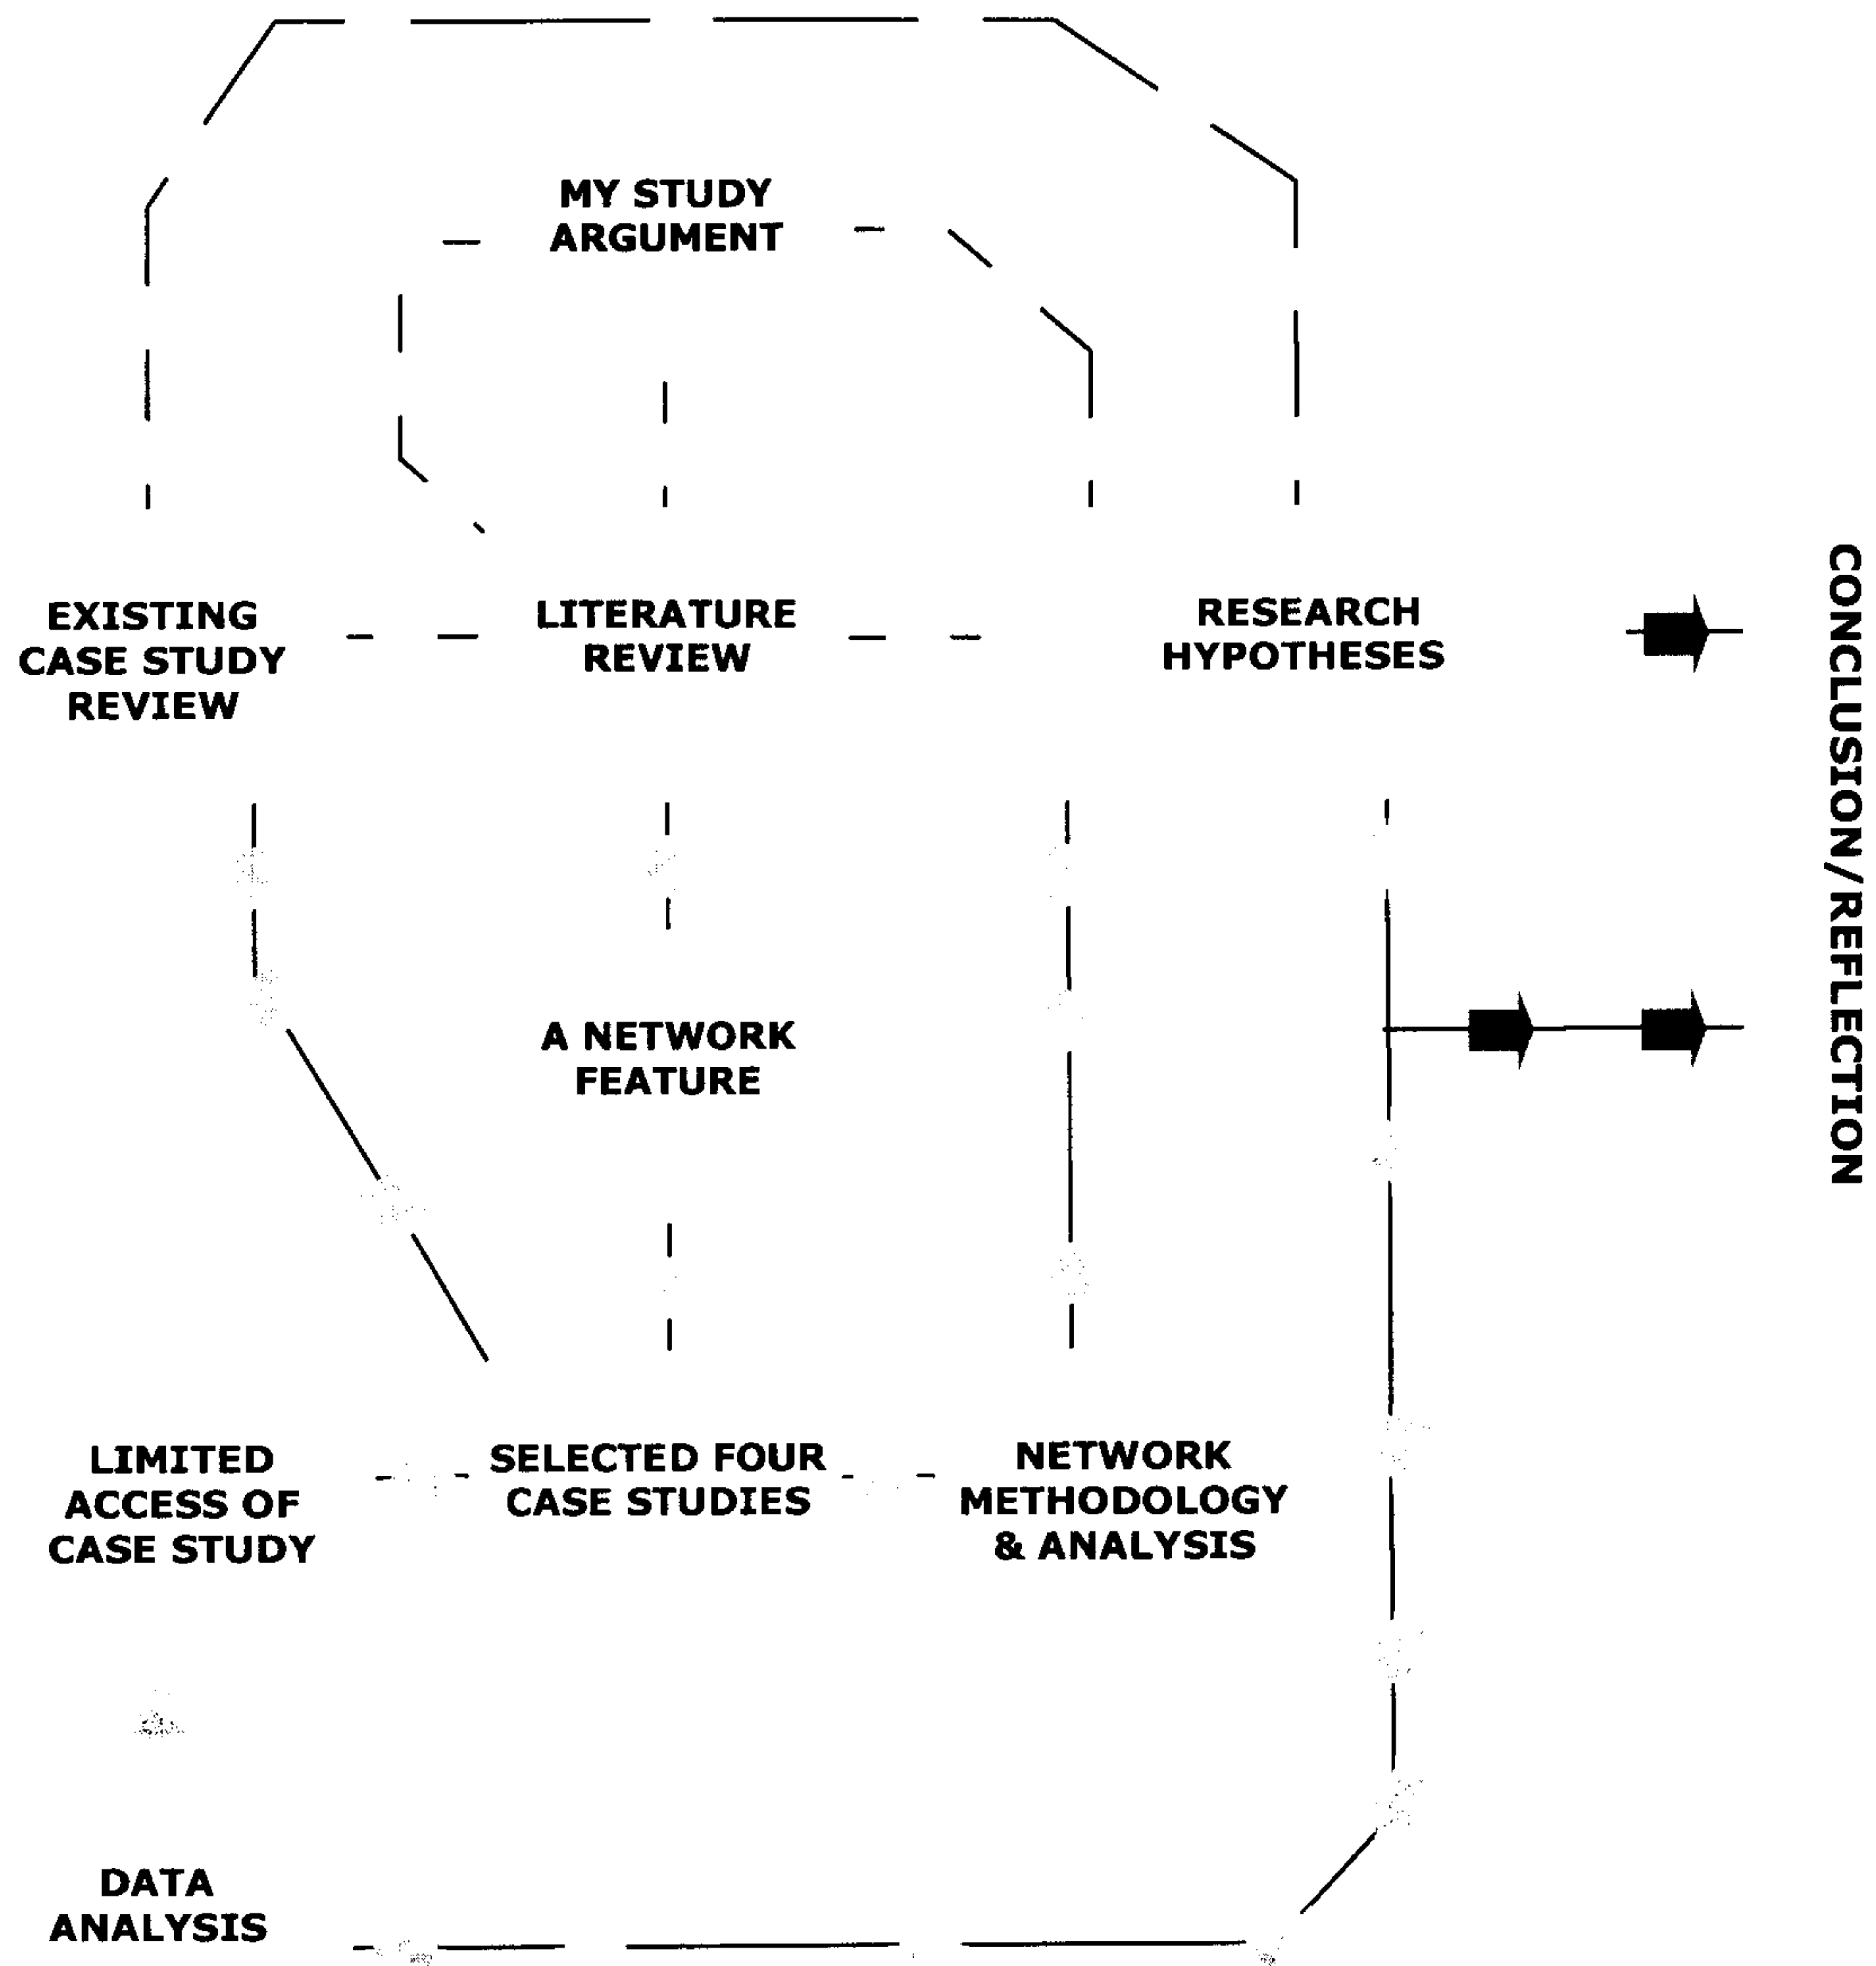 MY STUDY
ARGUMENT
EXISTING
CASE STUDY
REVIEW
LITERATURE
REVIEW
RESEARCH
HYPOTHESES
CONCLUSION/REFLECTION
A NETWORK
FEATURE
LIMITED
ACCESS OF
CASE STUDY
SELECTED FOUR
CASE STUDIES
NETWORK
METHODOLOGY
& ANALYSIS
DATA
ANALYSIS